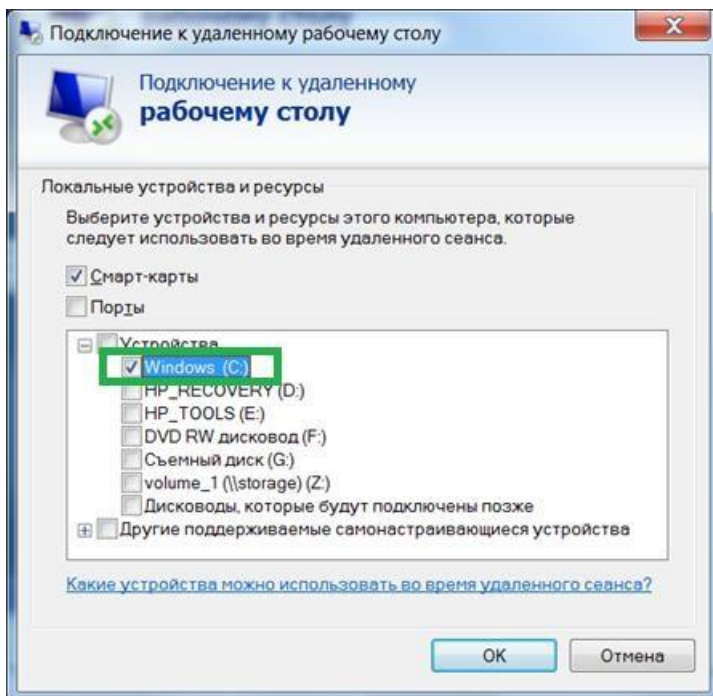 Подключение к удаленному рабочему столу
Подключение к удаленному
рабочему столу
Локальные устройства и ресурсы
Выберите устройства и ресурсы этого компьютера, которые
следует использовать во время удаленного сеанса.
Смарт-карты
Порты
Устройства
Windows (C:)
HP_RECOVERY (D:)
HP_TOOLS (E:)
DVD RW дисковод (F:)
Съемный диск (G:)
volume_1 (\\storage) (Z:)
Дисководы, которые будут подключены позже
Другие поддерживаемые самонастраивающиеся устройства
Какие устройства можно использовать во время удаленного сеанса?
OK Отмена